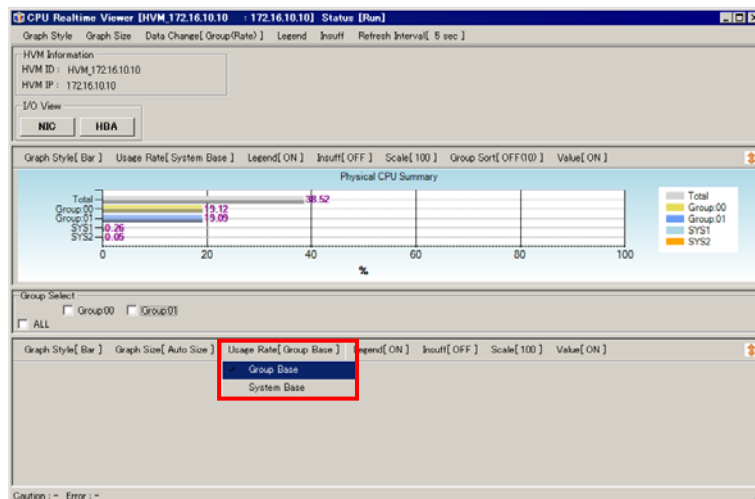 CPU Realtime Viewer [HVM_172.16.10.10 : 172.16.10.10] Status [Run]
Graph Style Graph Size Data Change[ Group(Rate) ] Legend Insuff Refresh Interval[ 5 sec ]
HVM Information
HVM ID : HVM_172.16.10.10
HVM IP : 172.16.10.10
I/O View
NIC HBA
Graph Style[ Bar ] Usage Rate[ System Base ] Legend[ ON ] Insuff[ OFF ] Scale[ 100 ] Group Sort[ OFF(10) ] Value[ ON ]
Physical CPU Summary
Total 38.52
Group:00 19.12
Group:01 19.09
SYS1 0.26
SYS2 0.05
0 20 40 60 80 100
%
Total
Group:00
Group:01
SYS1
SYS2
Group Select
Group:00 Group:01
ALL
Graph Style[ Bar ] Graph Size[ Auto Size ] Usage Rate[ Group Base ] Legend[ ON ] Insuff[ OFF ] Scale[ 100 ] Value[ ON ]
Group Base
System Base
Caution : - Error : -